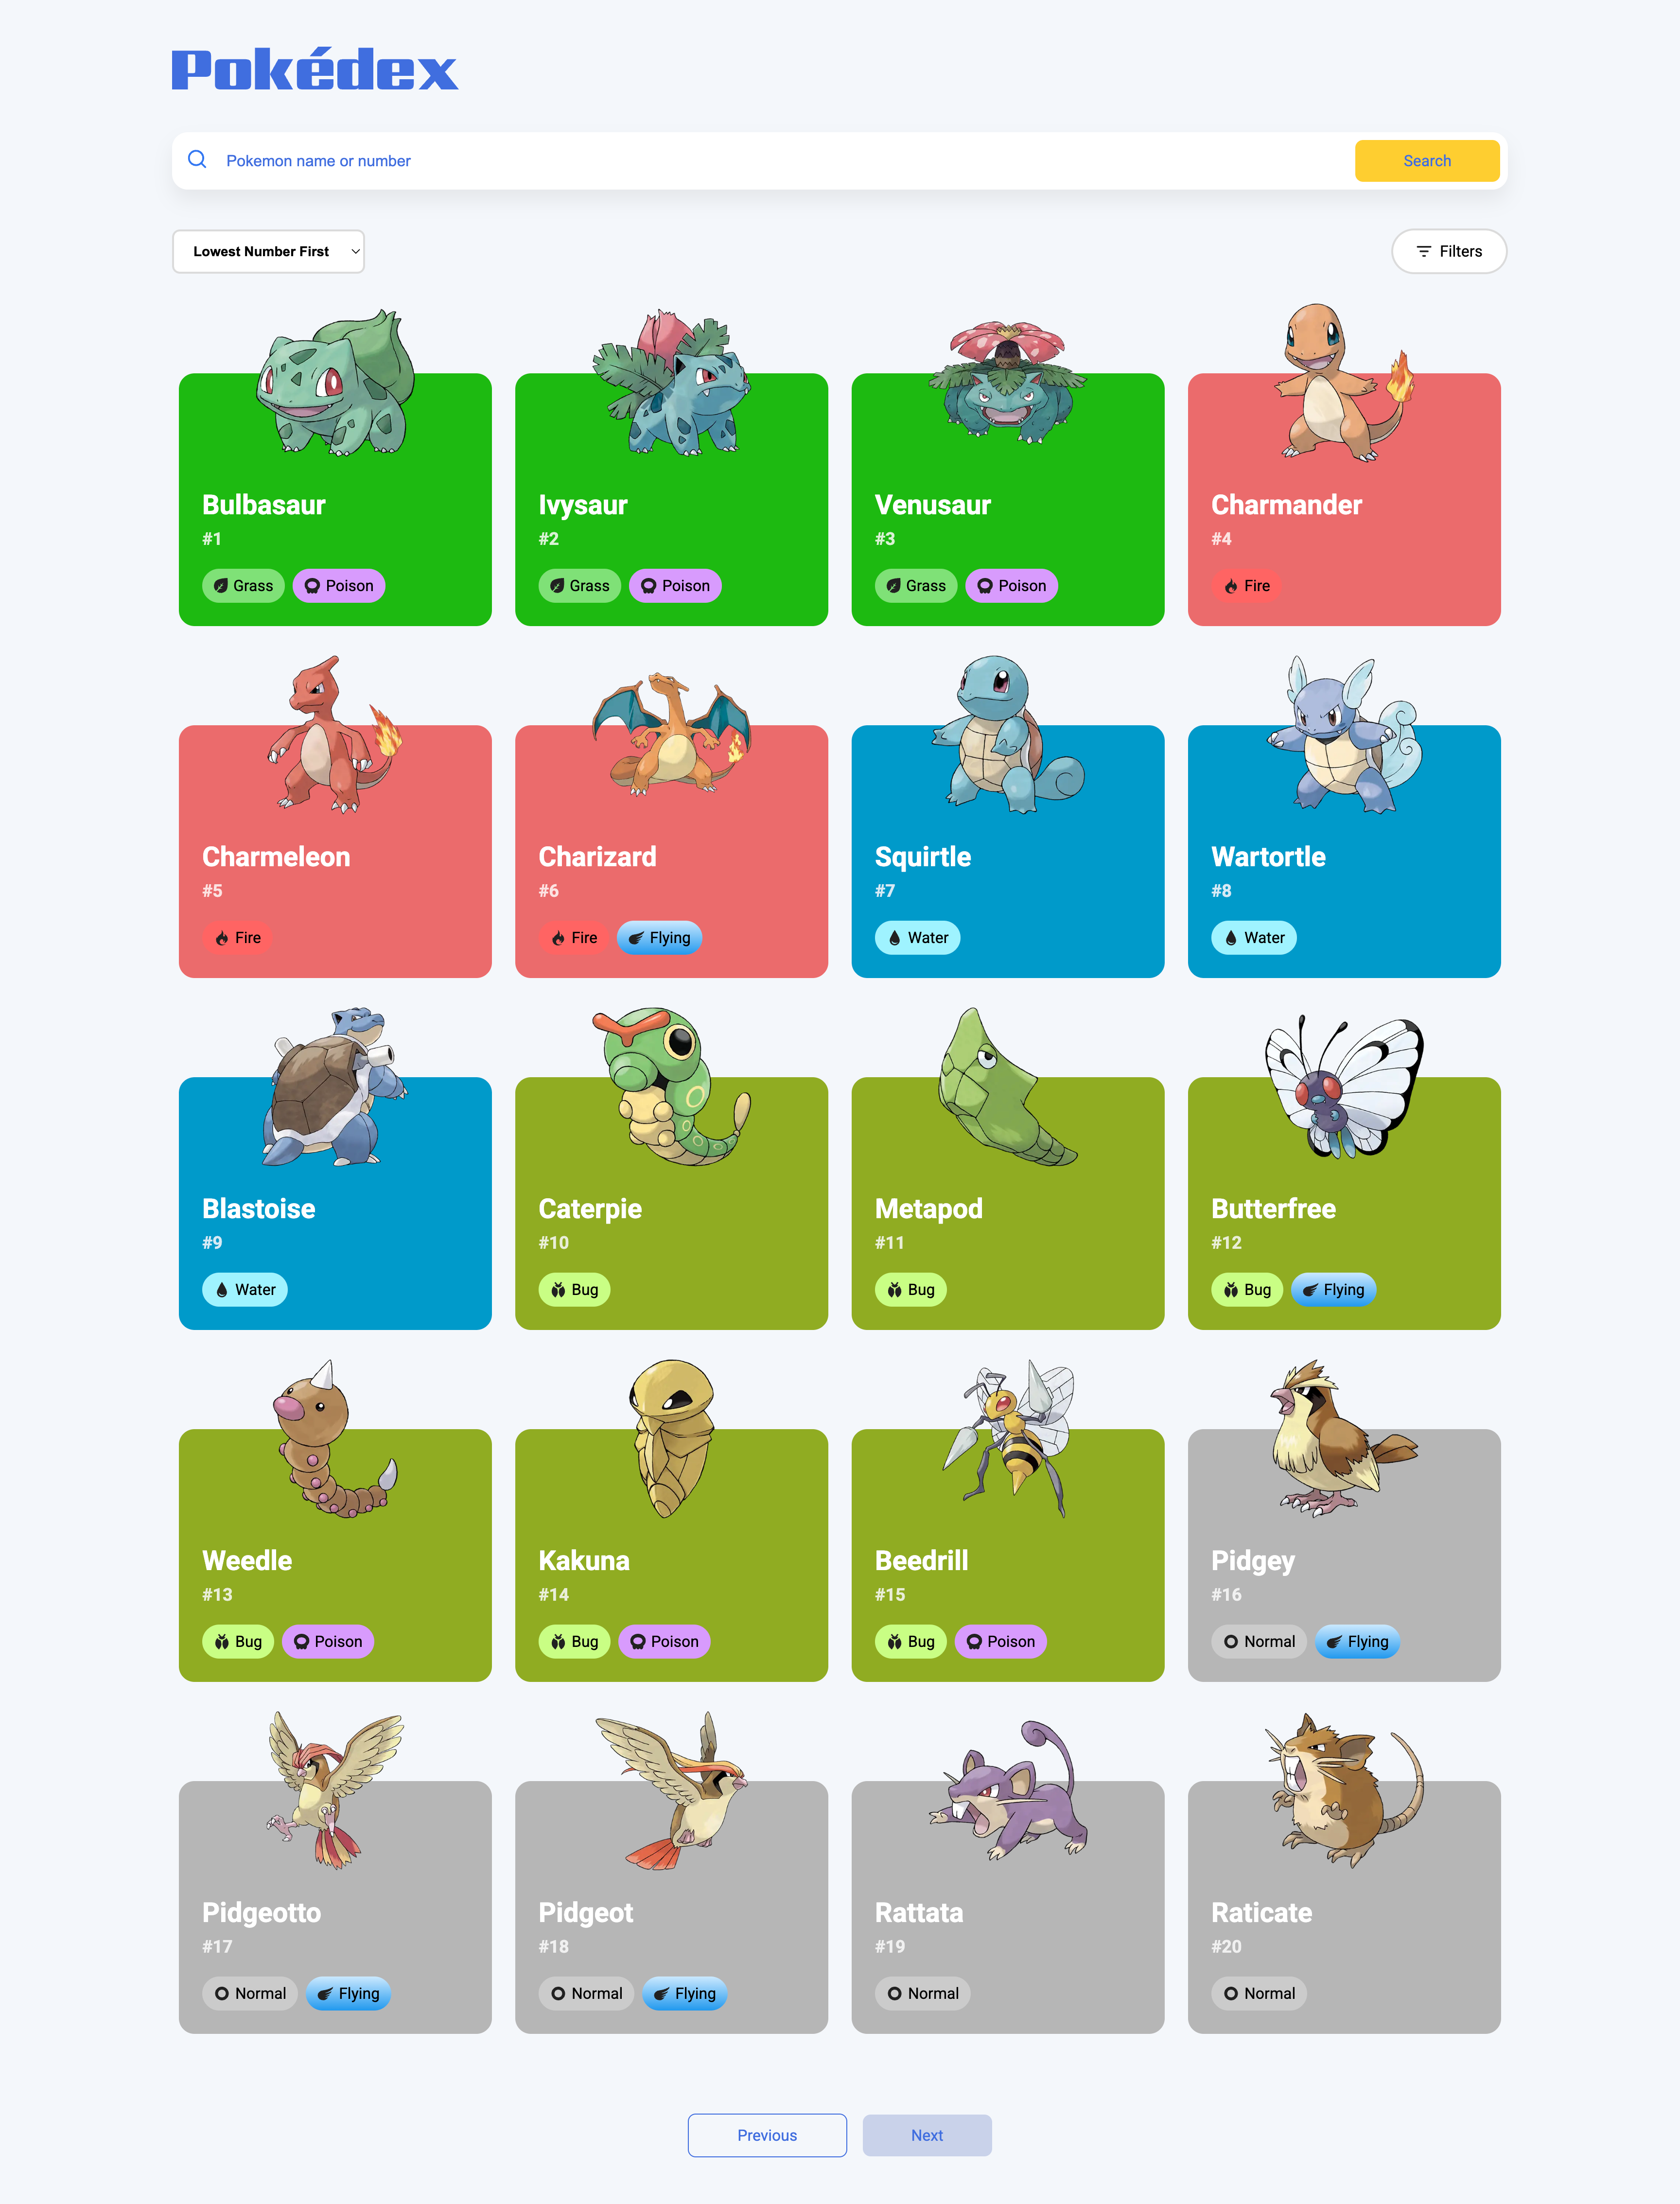 Pokédex
Pokemon name or number
Search
Lowest Number First
Filters
Bulbasaur
#1
Grass Poison
Ivysaur
#2
Grass Poison
Venusaur
#3
Grass Poison
Charmander
#4
Fire
Charmeleon
#5
Fire
Charizard
#6
Fire Flying
Squirtle
#7
Water
Wartortle
#8
Water
Blastoise
#9
Water
Caterpie
#10
Bug
Metapod
#11
Bug
Butterfree
#12
Bug Flying
Weedle
#13
Bug Poison
Kakuna
#14
Bug Poison
Beedrill
#15
Bug Poison
Pidgey
#16
Normal Flying
Pidgeotto
#17
Normal Flying
Pidgeot
#18
Normal Flying
Rattata
#19
Normal
Raticate
#20
Normal
Previous
Next